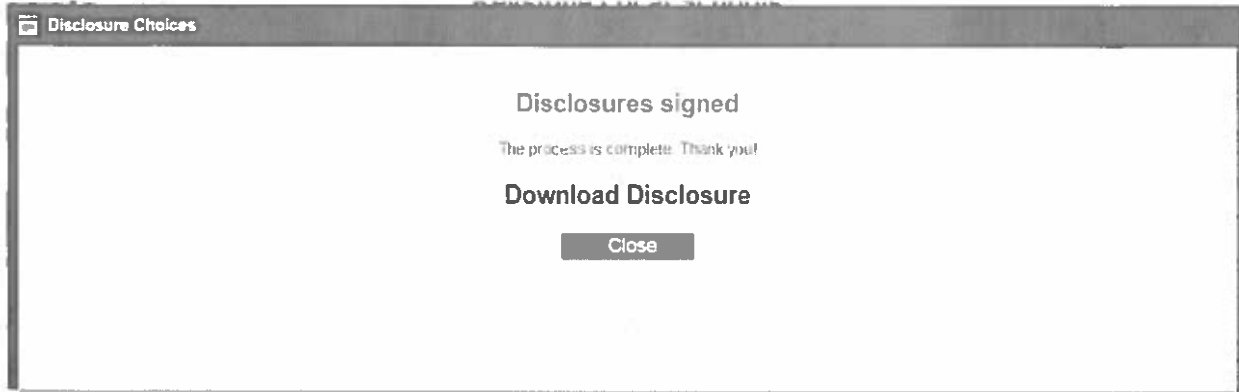 Disclosure Choices
Disclosures signed
The process is complete. Thank you!
Download Disclosure
Close